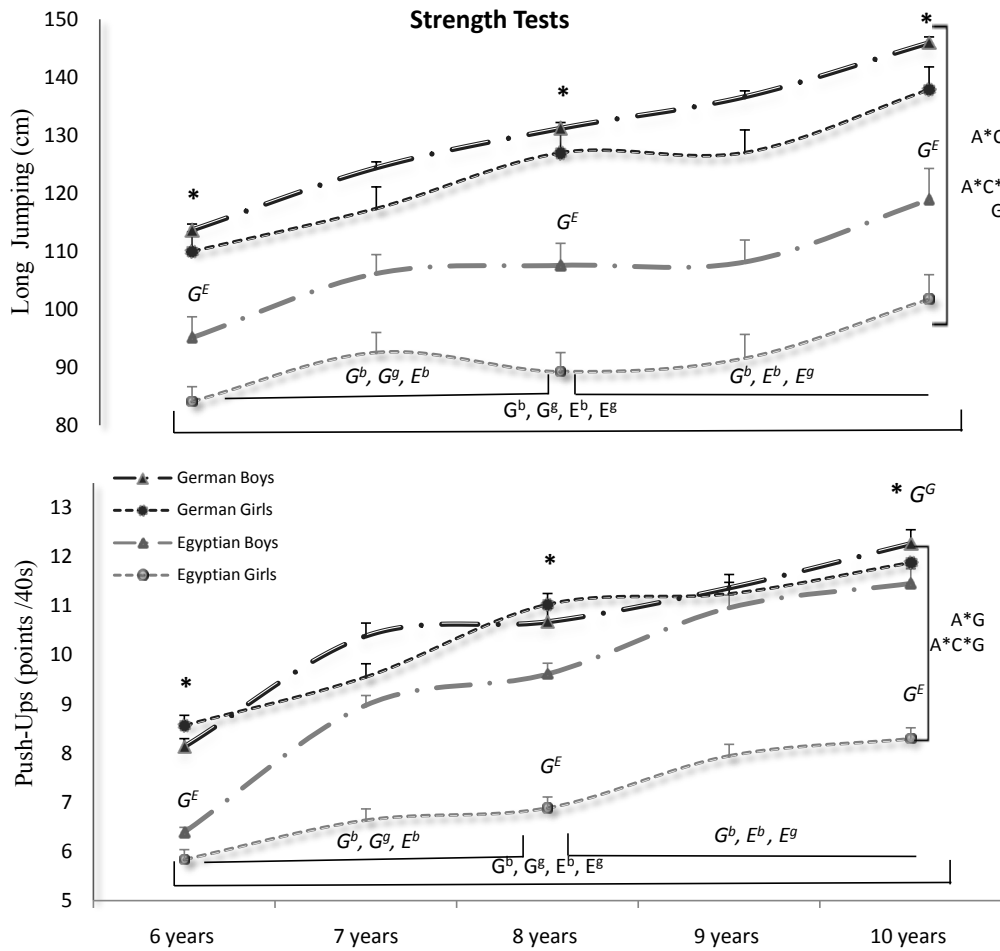 Strength Tests
150
140
130
120
110
100
90
80
Long Jumping (cm)
*
*
*
G^E
G^E
G^E
A*C
A*C*
G
G^b, G^g, E^b
G^b, E^b, E^g
G^b, G^g, E^b, E^g
German Boys
German Girls
Egyptian Boys
Egyptian Girls
13
12
11
10
9
8
7
6
5
Push-Ups (points /40s)
*
*
* G^G
G^E
G^E
G^E
A*G
A*C*G
G^b, G^g, E^b
G^b, E^b, E^g
G^b, G^g, E^b, E^g
6 years 7 years 8 years 9 years 10 years